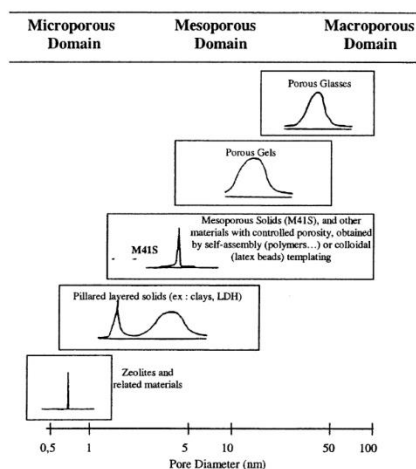 Microporous Mesoporous Macroporous
Domain Domain Domain
Porous Glasses
Porous Gels
Mesoporous Solids (M41S), and other
materials with controlled porosity, obtained
by self-assembly (polymers...) or colloidal
(latex beads) templating
M41S
Pillared layered solids (ex : clays, LDH)
Zeolites and
related materials
0,5 1 5 10 50 100
Pore Diameter (nm)